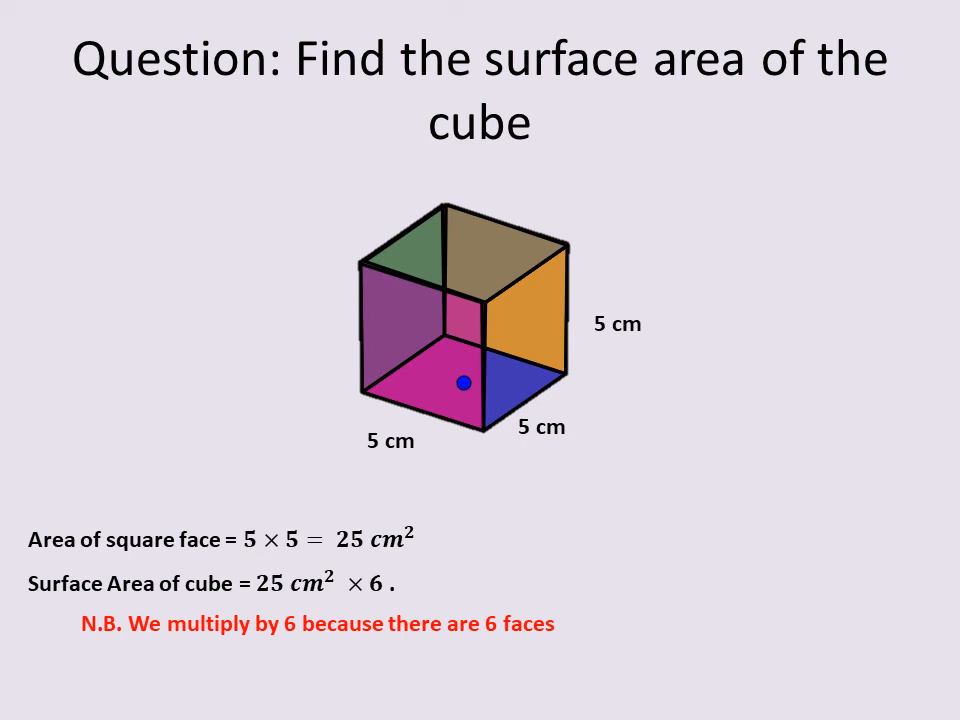 Question: Find the surface area of the
cube
5 cm
5 cm
5 cm
Area of square face = 5 × 5 = 25 cm²
Surface Area of cube = 25 cm² × 6 .
N.B. We multiply by 6 because there are 6 faces